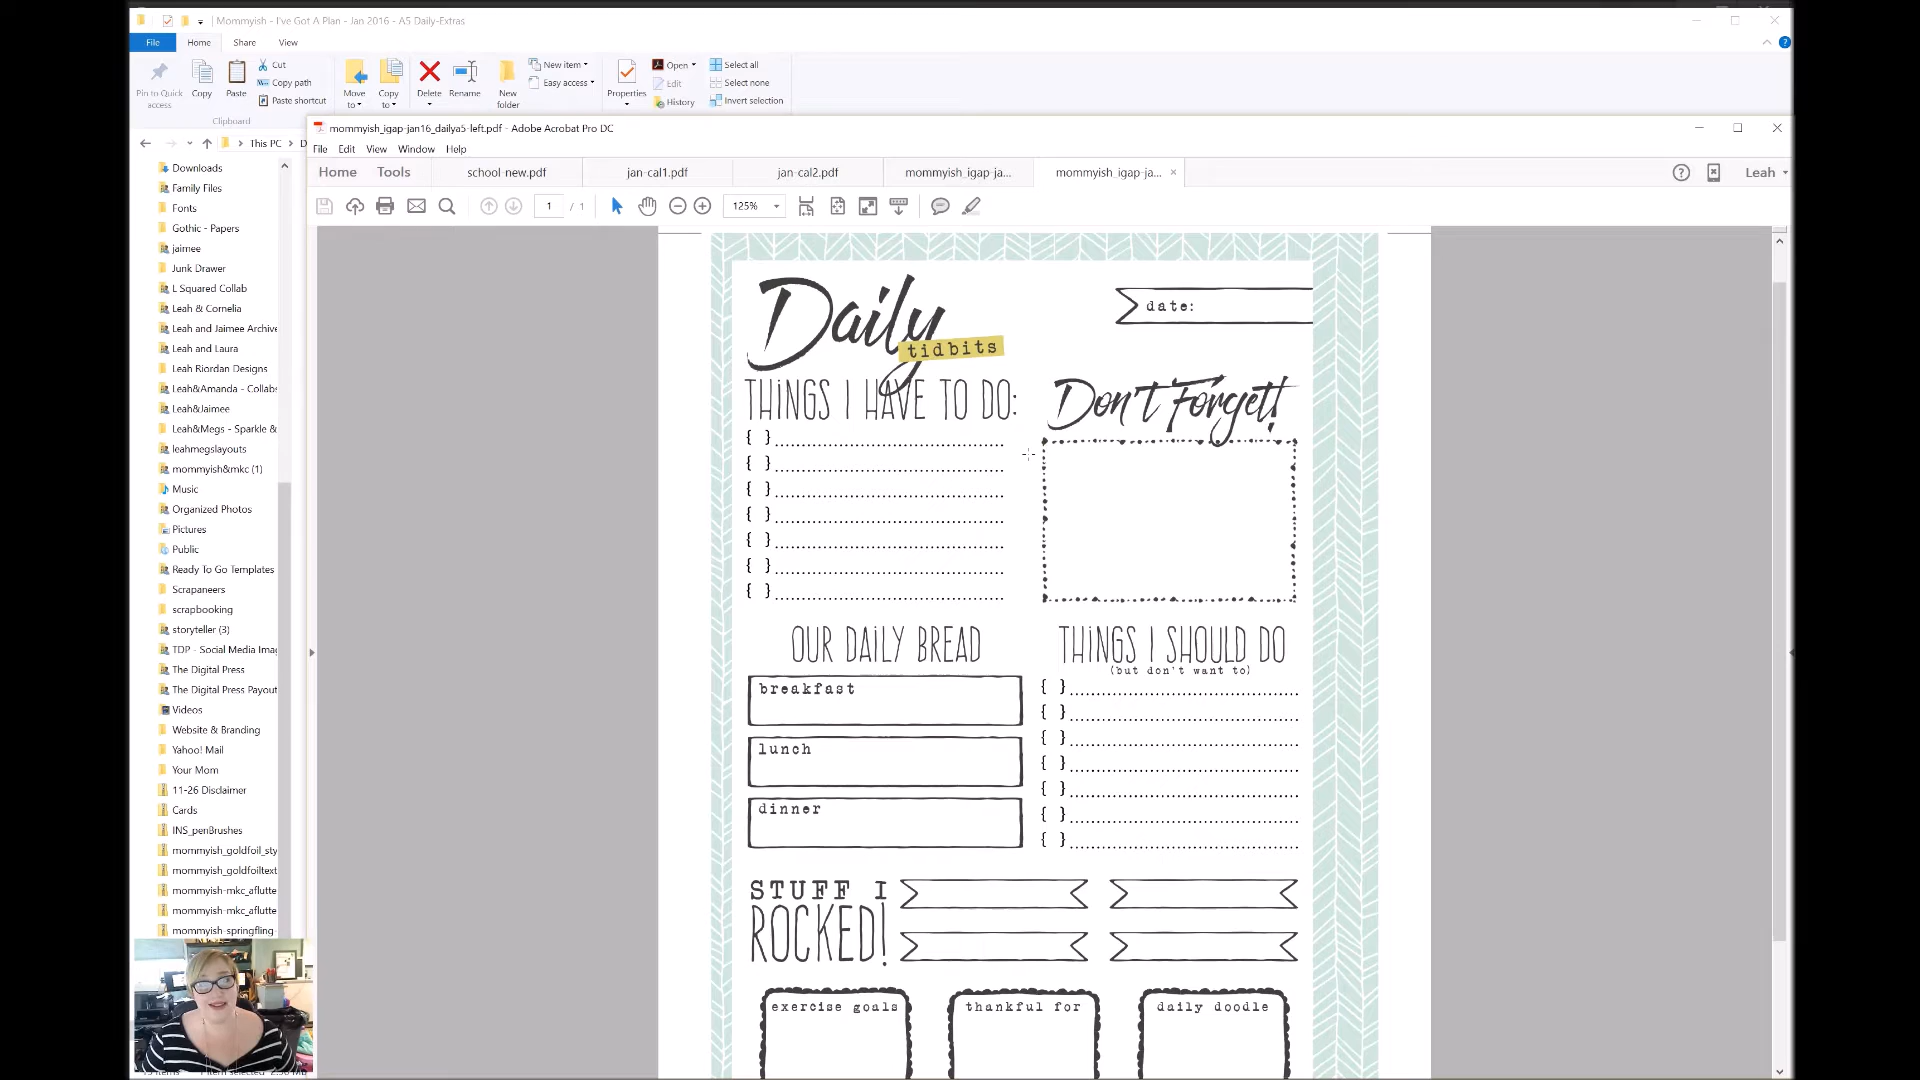 Mommyish - I've Got A Plan - Jan 2016 - A5 Daily-Extras
File Home Share View
Pin to Quick access
Copy
Paste
Cut
Copy path
Paste shortcut
Clipboard
Move to
Copy to
Delete
Rename
New folder
New item
Easy access
Properties
Open
Edit
History
Select all
Select none
Invert selection
This PC
mommyish_igap-jan16_dailya5-left.pdf - Adobe Acrobat Pro DC
File Edit View Window Help
Home Tools school-new.pdf jan-cal1.pdf jan-cal2.pdf mommyish_igap-ja... mommyish_igap-ja... × Leah
1 / 1 125%
Downloads
Family Files
Fonts
Gothic - Papers
jaimee
Junk Drawer
L Squared Collab
Leah & Cornelia
Leah and Jaimee Archive
Leah and Laura
Leah Riordan Designs
Leah&Amanda - Collabs
Leah&Jaimee
Leah&Megs - Sparkle &
leahmegslayouts
mommyish&mkc (1)
Music
Organized Photos
Pictures
Public
Ready To Go Templates
Scrapaneers
scrapbooking
storyteller (3)
TDP - Social Media Imag
The Digital Press
The Digital Press Payout
Videos
Website & Branding
Yahoo! Mail
Your Mom
11-26 Disclaimer
Cards
INS_penBrushes
mommyish_goldfoil_sty
mommyish_goldfoiltext
mommyish-mkc_aflutte
mommyish-mkc_aflutte
mommyish-springfling-
Daily
tidbits
date:
THINGS I HAVE TO DO:
{ }
{ }
{ }
{ }
{ }
{ }
{ }
Don't Forget!
OUR DAILY BREAD
breakfast
lunch
dinner
THINGS I SHOULD DO
(but don't want to)
{ }
{ }
{ }
{ }
{ }
{ }
{ }
STUFF I
ROCKED!
exercise goals
thankful for
daily doodle